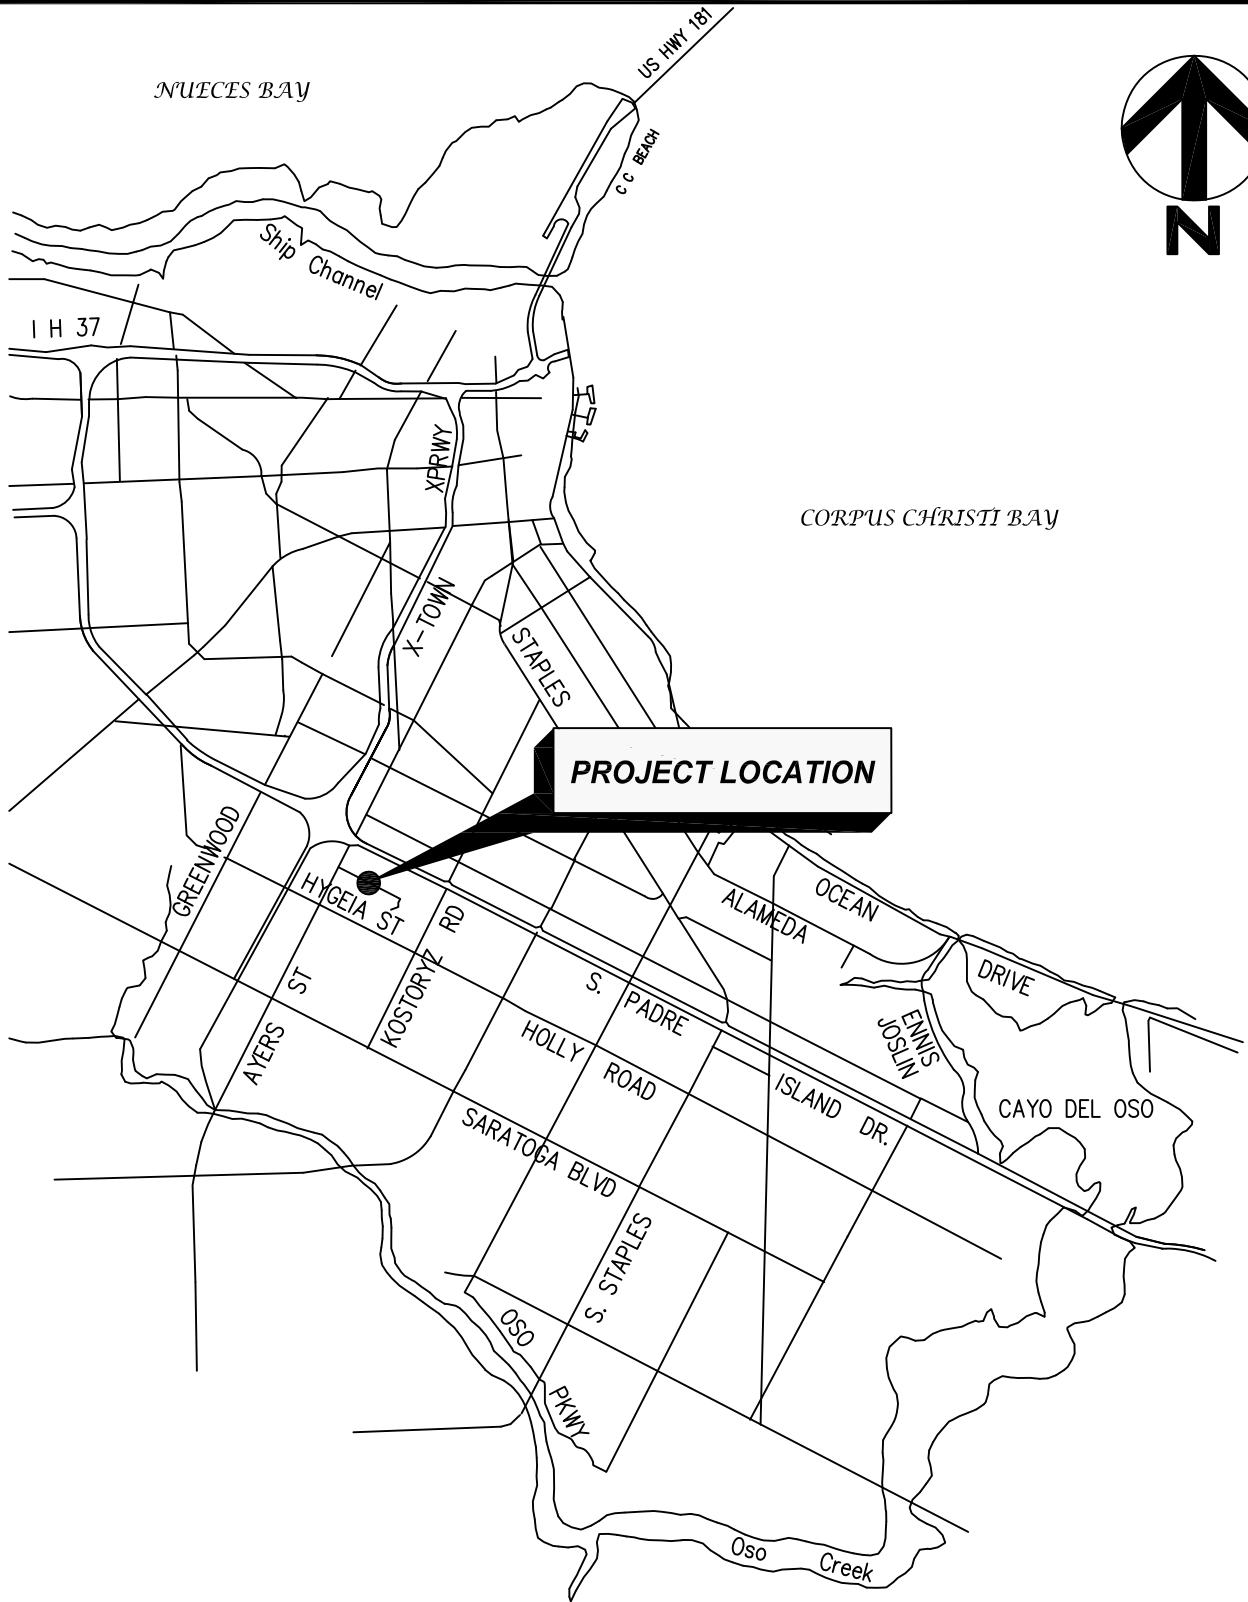 US HWY 181
NUECES BAY
C C BEACH
N
Ship Channel
I H 37
XPRWY
CORPUS CHRISTI BAY
X-TOWN
STAPLES
PROJECT LOCATION
GREENWOOD
HYGEIA ST
OCEAN
ALAMEDA
KOSTORYZ RD
AYERS ST
S. PADRE
DRIVE
ENNIS
JOSLIN
HOLLY ROAD
ISLAND DR.
CAYO DEL OSO
SARATOGA BLVD
S. STAPLES
OSO
PKWY
Oso Creek